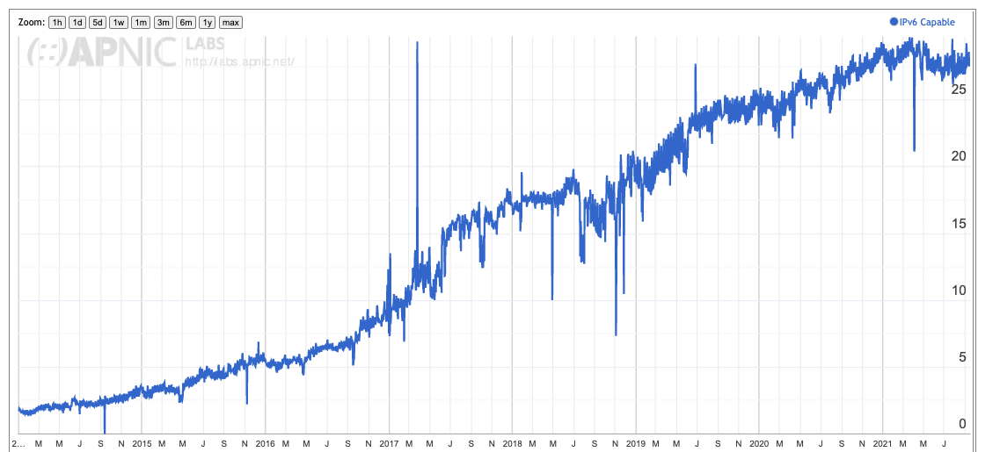 Zoom: 1h 1d 5d 1w 1m 3m 6m 1y max
IPv6 Capable
(::)APNIC LABS
http://labs.apnic.net/
25
20
15
10
5
0
2... M M J S N 2015 M M J S N 2016 M M J S N 2017 M M J S N 2018 M M J S N 2019 M M J S N 2020 M M J S N 2021 M M J